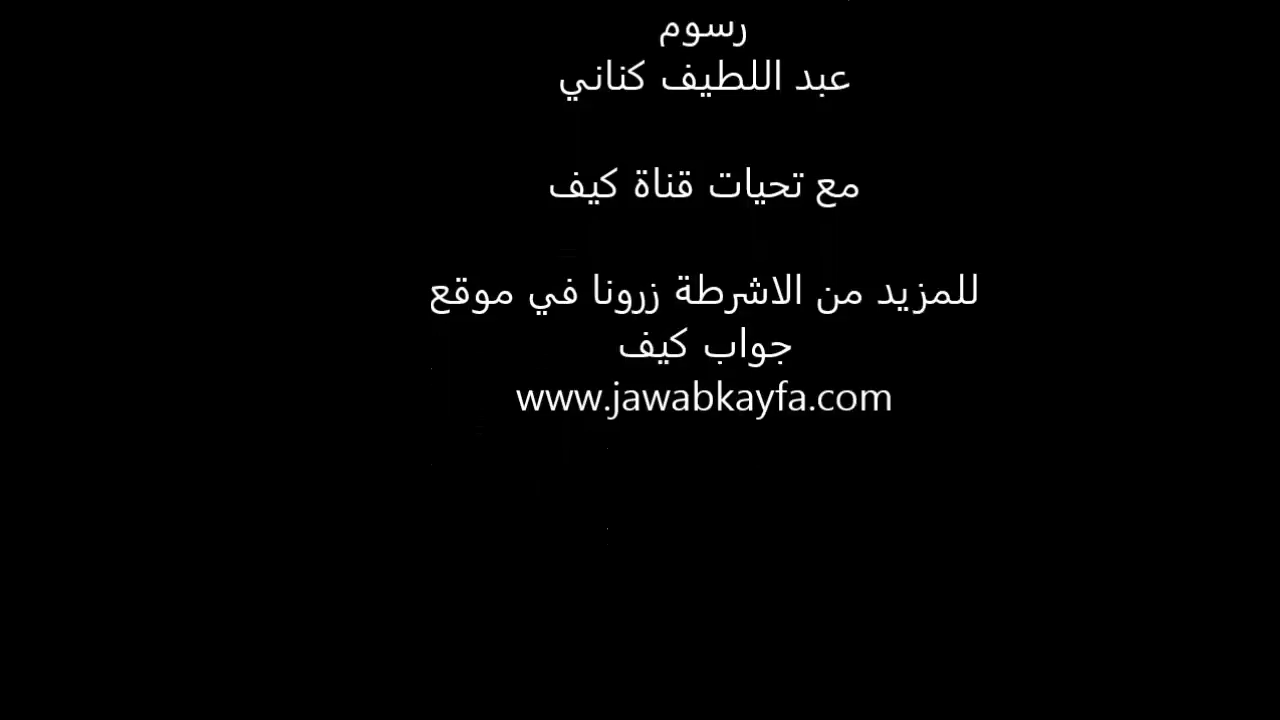 رسوم
عبد اللطيف كناني
مع تحيات قناة كيف
للمزيد من الاشرطة زرونا في موقع
جواب كيف
www.jawabkayfa.com